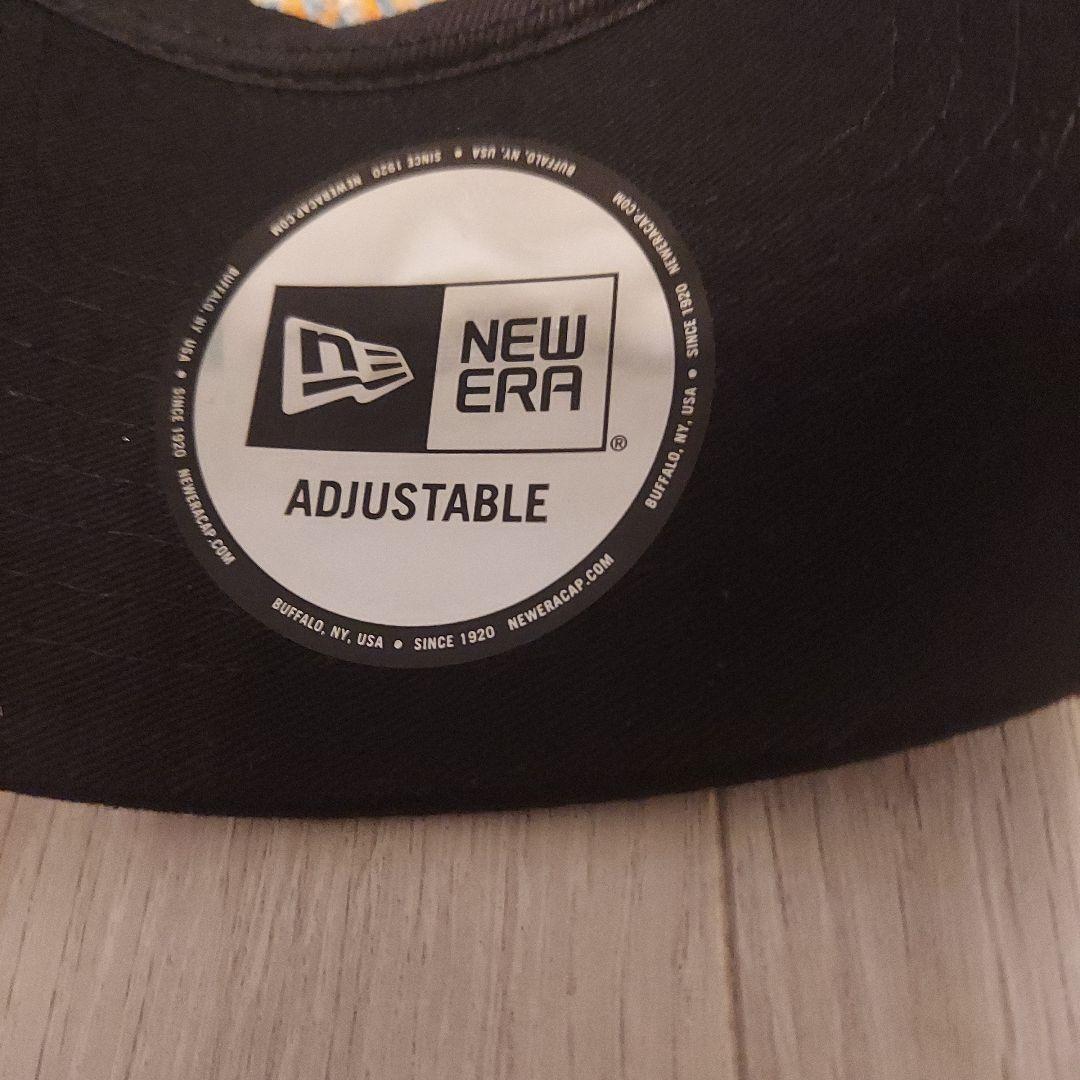 NEW
ERA
®
ADJUSTABLE
BUFFALO, NY, USA • SINCE 1920 NEWERACAP.COM
BUFFALO, NY, USA • SINCE 1920 NEWERACAP.COM
BUFFALO, NY, USA • SINCE 1920 NEWERACAP.COM
BUFFALO, NY, USA • SINCE 1920 NEWERACAP.COM